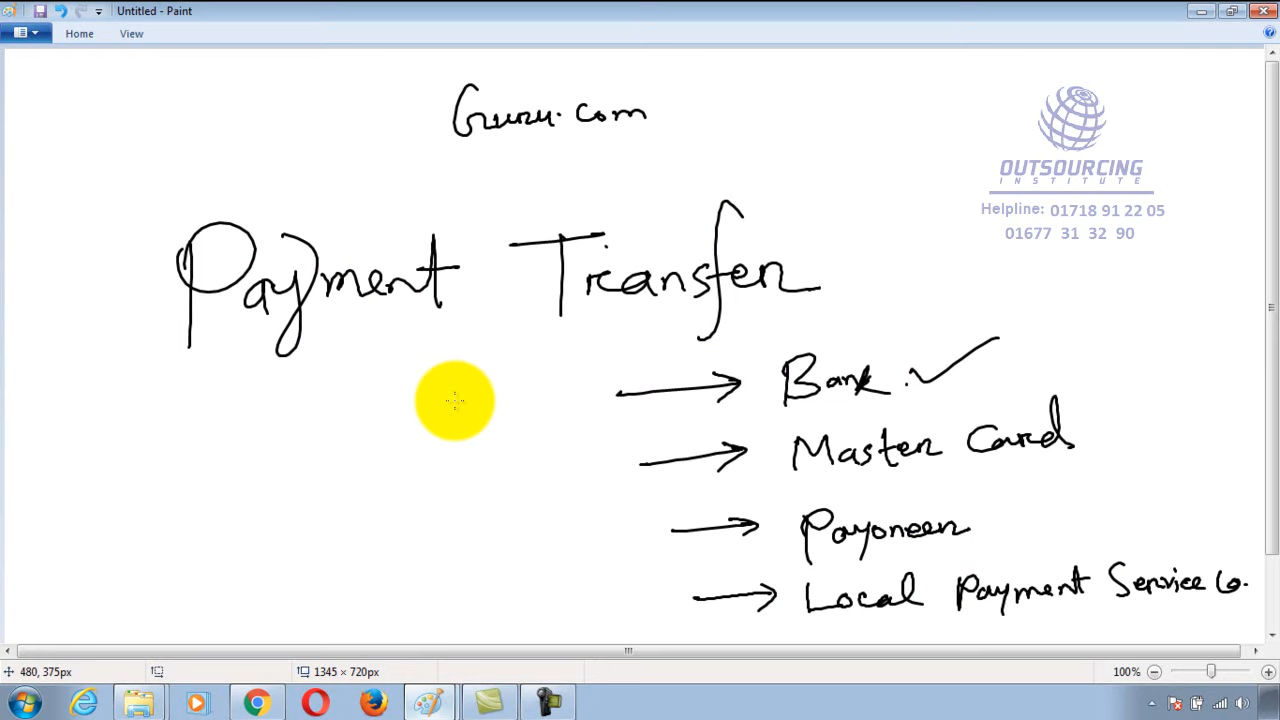 Untitled - Paint
Home View
Guru.com
OUTSOURCING
INSTITUTE
Helpline: 01718 91 22 05
01677 31 32 90
Payment Transfer
→ Bank. ✓
→ Master Card
→ Payoneer
→ Local Payment Service Co.
480, 375px
1345 × 720px
100%